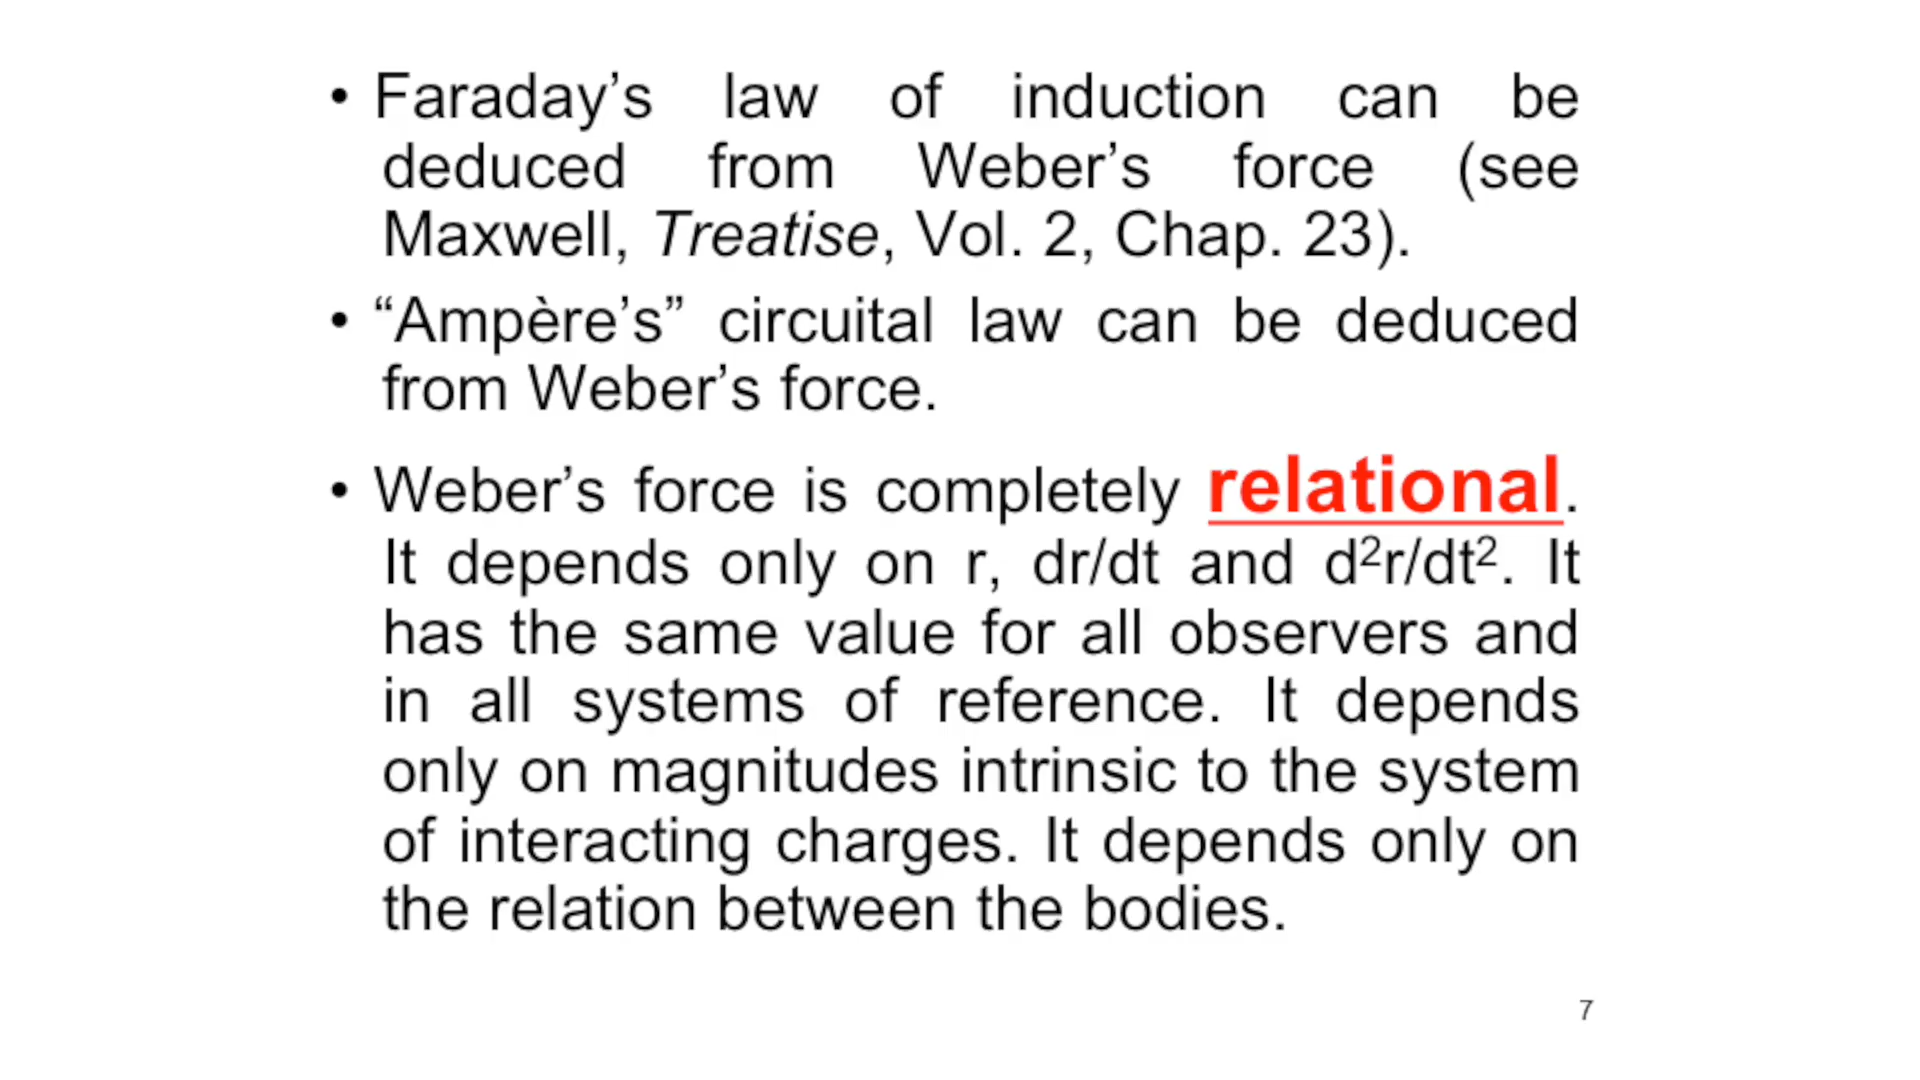 • Faraday’s law of induction can be
deduced from Weber’s force (see
Maxwell, Treatise, Vol. 2, Chap. 23).
• “Ampère’s” circuital law can be deduced
from Weber’s force.
• Weber’s force is completely relational.
It depends only on r, dr/dt and d²r/dt². It
has the same value for all observers and
in all systems of reference. It depends
only on magnitudes intrinsic to the system
of interacting charges. It depends only on
the relation between the bodies.
7